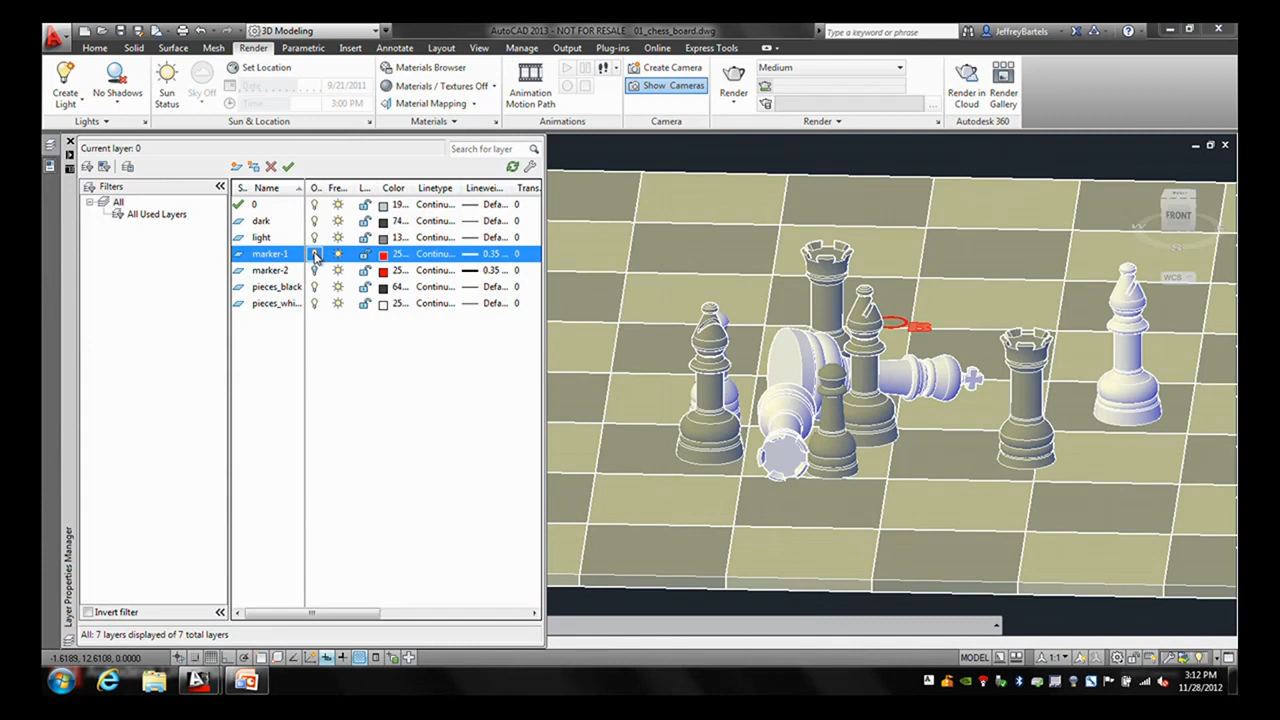 3D Modeling
AutoCAD 2013 - NOT FOR RESALE 01_chess_board.dwg
Type a keyword or phrase
JeffreyBartels
Home Solid Surface Mesh Render Parametric Insert Annotate Layout View Manage Output Plug-ins Online Express Tools
Create Light
No Shadows
Lights
Sun Status
Sky Off
Set Location
Date 9/21/2011
Time 3:00 PM
Sun & Location
Materials Browser
Materials / Textures Off
Material Mapping
Materials
Animation Motion Path
Animations
Create Camera
Show Cameras
Camera
Render
Medium
Render
Render in Cloud
Render Gallery
Autodesk 360
Current layer: 0
Search for layer
Filters
All
All Used Layers
S.. Name O.. Fre... L... Color Linetype Linewei... Trans..
0 19... Continu... Defa... 0
dark 74... Continu... Defa... 0
light 13... Continu... Defa... 0
marker-1 25... Continu... 0.35 ... 0
marker-2 25... Continu... 0.35 ... 0
pieces_black 64... Continu... Defa... 0
pieces_whi... 25... Continu... Defa... 0
Invert filter
All: 7 layers displayed of 7 total layers
Layer Properties Manager
FRONT
W
S
WCS
-1.6189, 12.6108, 0.0000
MODEL
1:1
3:12 PM
11/28/2012